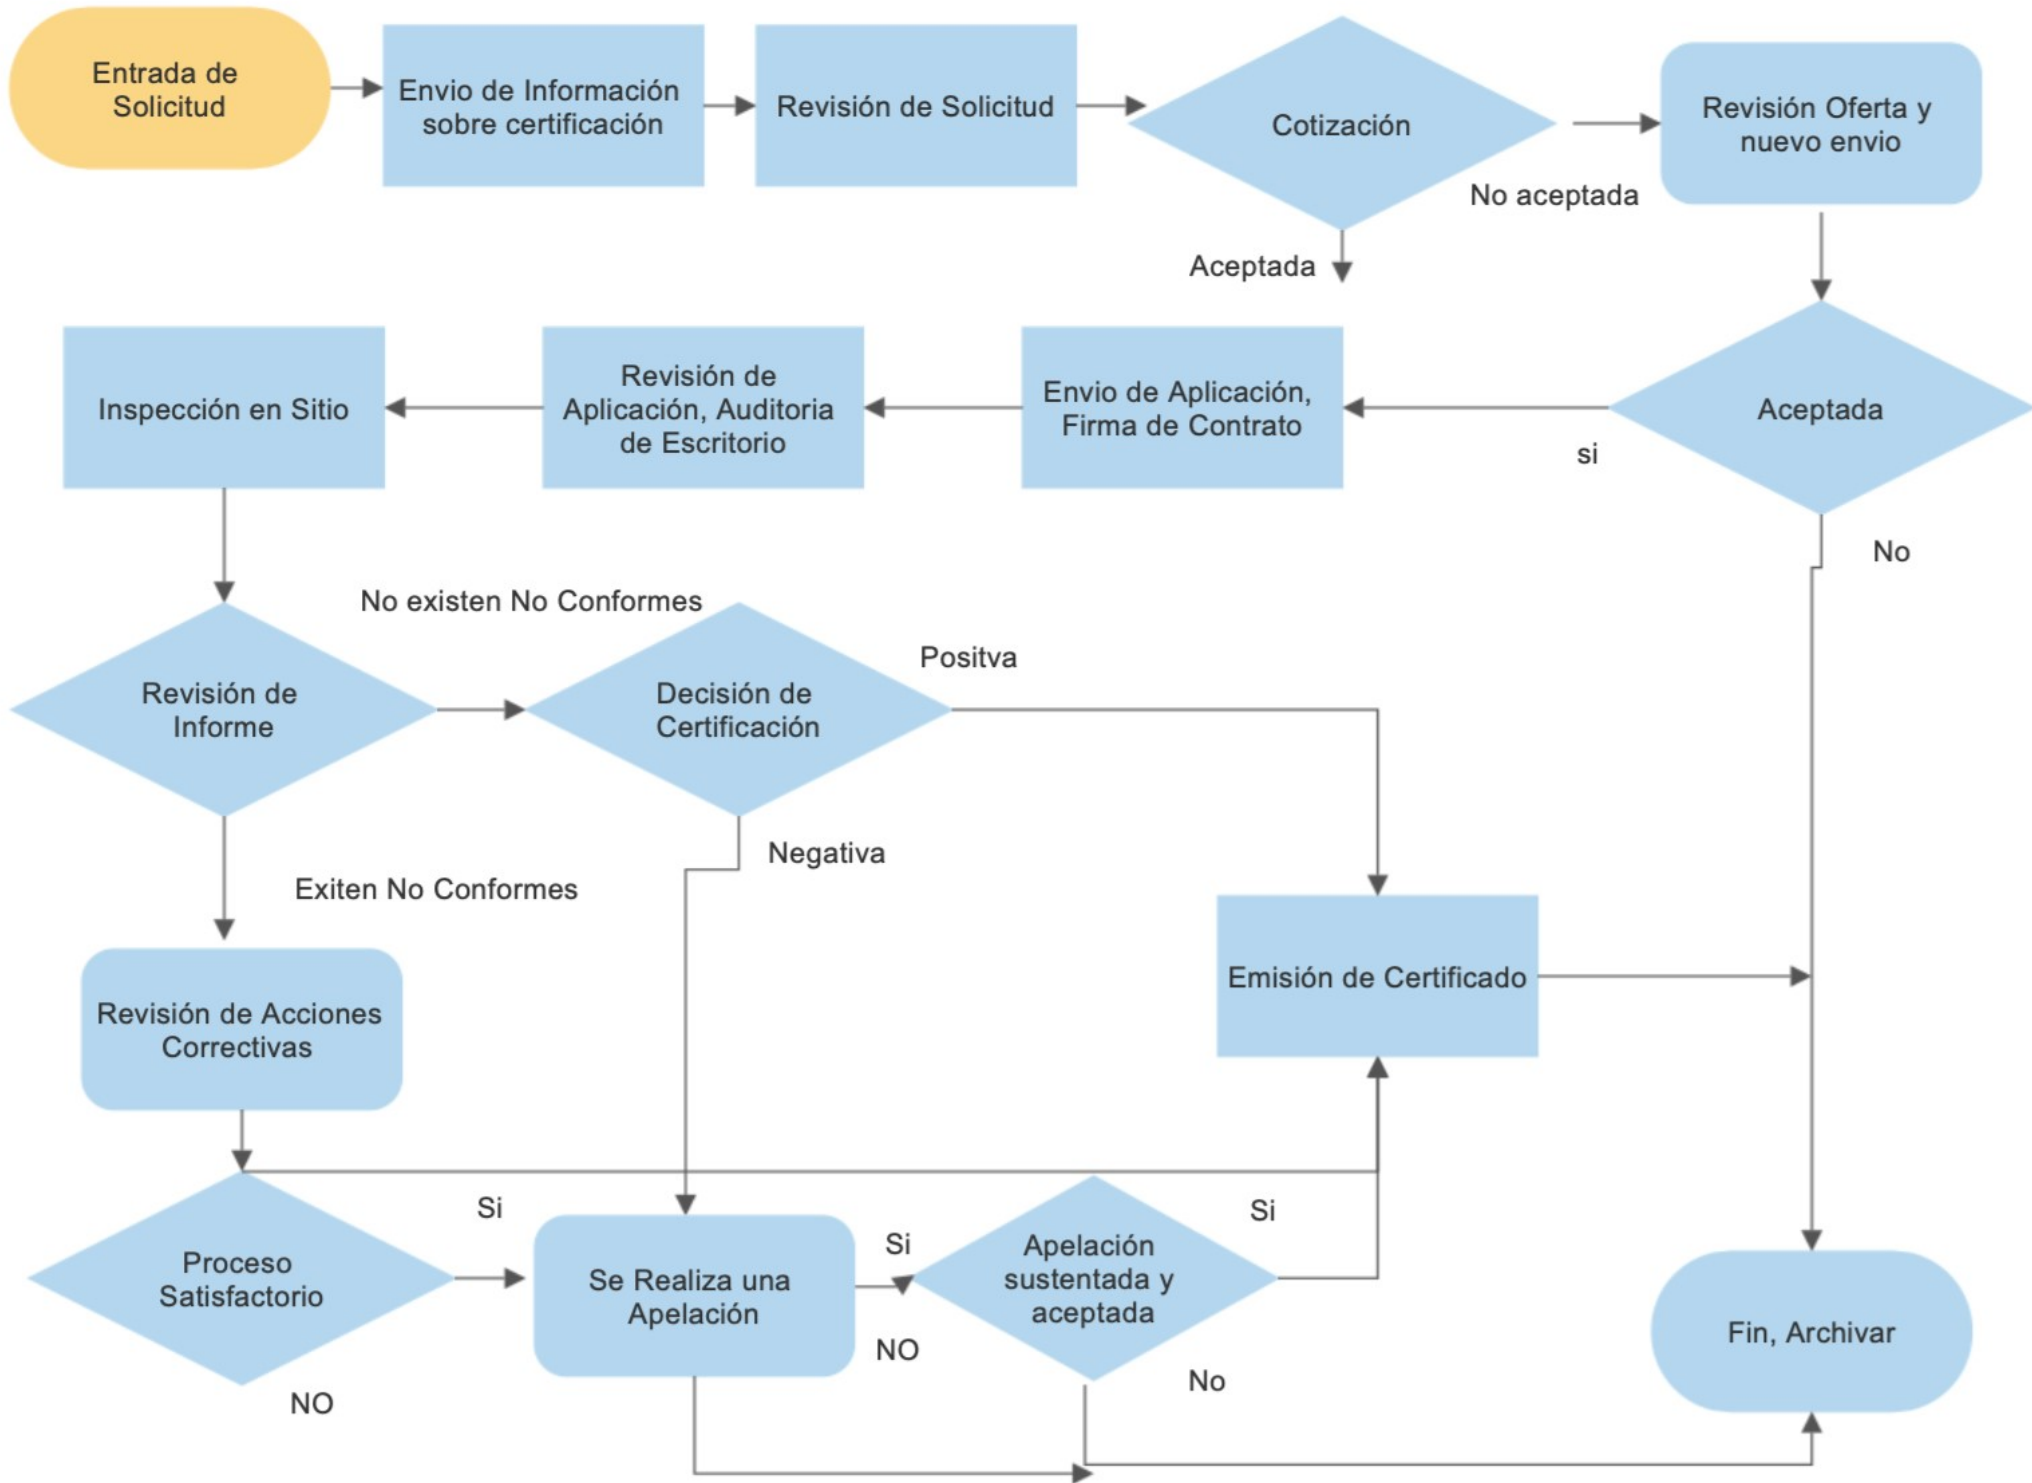 Entrada de
Solicitud
Envio de Información
sobre certificación
Revisión de Solicitud
Cotización
Revisión Oferta y
nuevo envio
No aceptada
Aceptada
Inspección en Sitio
Revisión de
Aplicación, Auditoria
de Escritorio
Envio de Aplicación,
Firma de Contrato
Aceptada
si
No
No existen No Conformes
Positva
Revisión de
Informe
Decisión de
Certificación
Negativa
Exiten No Conformes
Emisión de Certificado
Revisión de Acciones
Correctivas
Si
Si
Si
Proceso
Satisfactorio
Se Realiza una
Apelación
Apelación
sustentada y
aceptada
Fin, Archivar
NO
No
NO